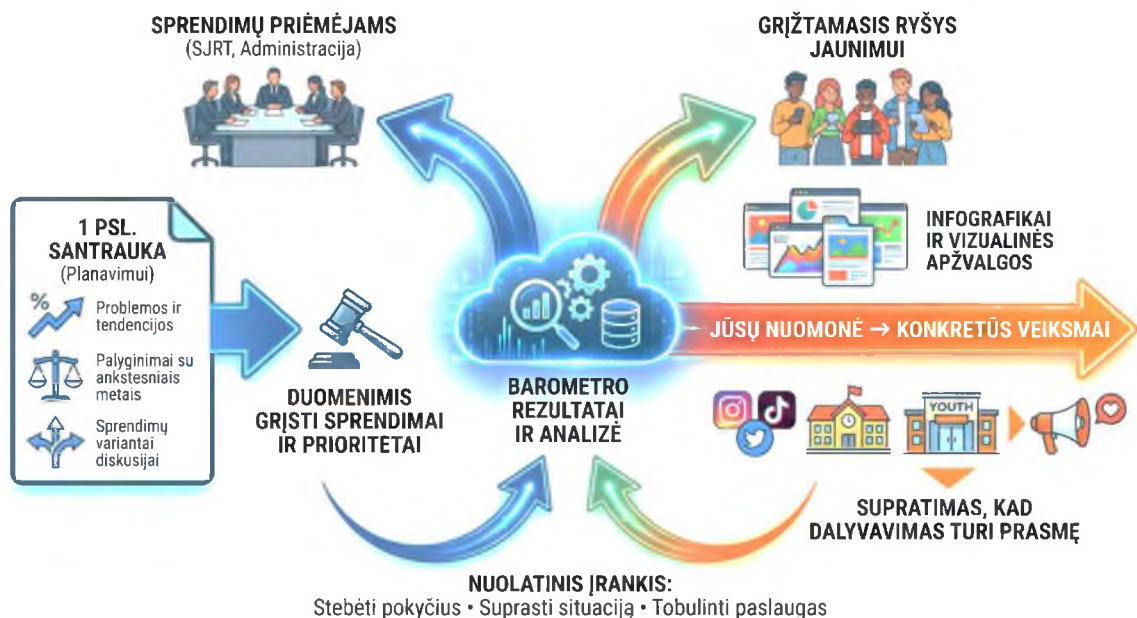 SPRENDIMŲ PRIĖMĖJAMS
(SJRT, Administracija)
GRĮŽTAMASIS RYŠYS
JAUNIMUI
1 PSL.
SANTRAUKA
(Planavimui)
%
Problemos ir
tendencijos
Palyginimai su
ankstesniais
metais
Sprendimų
variantai
diskusijai
DUOMENIMIS
GRĮSTI SPRENDIMAI
IR PRIORITETAI
BAROMETRO
REZULTATAI
IR ANALIZĖ
INFOGRAFIKAI
IR VIZUALINĖS
APŽVALGOS
JŪSŲ NUOMONĖ → KONKRETŪS VEIKSMAI
YOUTH
SUPRATIMAS, KAD
DALYVAVIMAS TURI PRASMĘ
NUOLATINIS ĮRANKIS:
Stebėti pokyčius • Suprasti situaciją • Tobulinti paslaugas